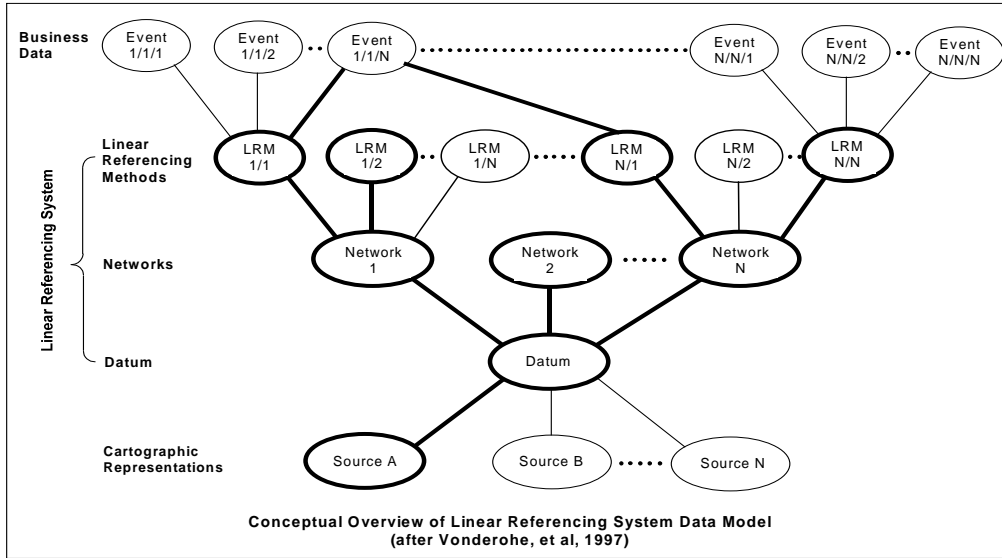 Business
Data
Event
1/1/1
Event
1/1/2
Event
1/1/N
Event
N/N/1
Event
N/N/2
Event
N/N/N
Linear Referencing System
Linear
Referencing
Methods
LRM
1/1
LRM
1/2
LRM
1/N
LRM
N/1
LRM
N/2
LRM
N/N
Networks
Network
1
Network
2
Network
N
Datum
Datum
Cartographic
Representations
Source A
Source B
Source N
Conceptual Overview of Linear Referencing System Data Model
(after Vonderohe, et al, 1997)